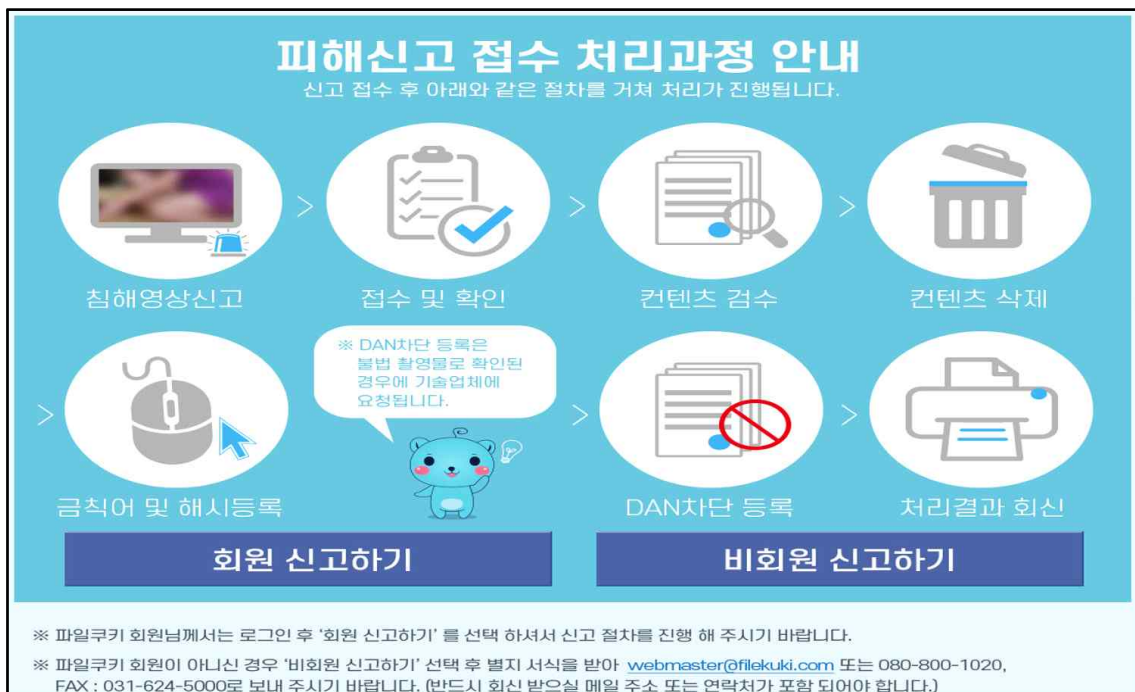 피해신고 접수 처리과정 안내
신고 접수 후 아래와 같은 절차를 거쳐 처리가 진행됩니다.
>
>
>
침해영상신고
접수 및 확인
컨텐츠 검수
컨텐츠 삭제
※ DAN차단 등록은
불법 촬영물로 확인된
경우에 기술업체에
요청됩니다.
>
>
>
금칙어 및 해시등록
DAN차단 등록
처리결과 회신
회원 신고하기
비회원 신고하기
※ 파일쿠키 회원님께서는 로그인 후 '회원 신고하기' 를 선택 하셔서 신고 절차를 진행 해 주시기 바랍니다.
※ 파일쿠키 회원이 아니신 경우 '비회원 신고하기' 선택 후 별지 서식을 받아 webmaster@filekuki.com 또는 080-800-1020,
FAX : 031-624-5000로 보내 주시기 바랍니다. (반드시 회신 받으실 메일 주소 또는 연락처가 포함 되어야 합니다.)